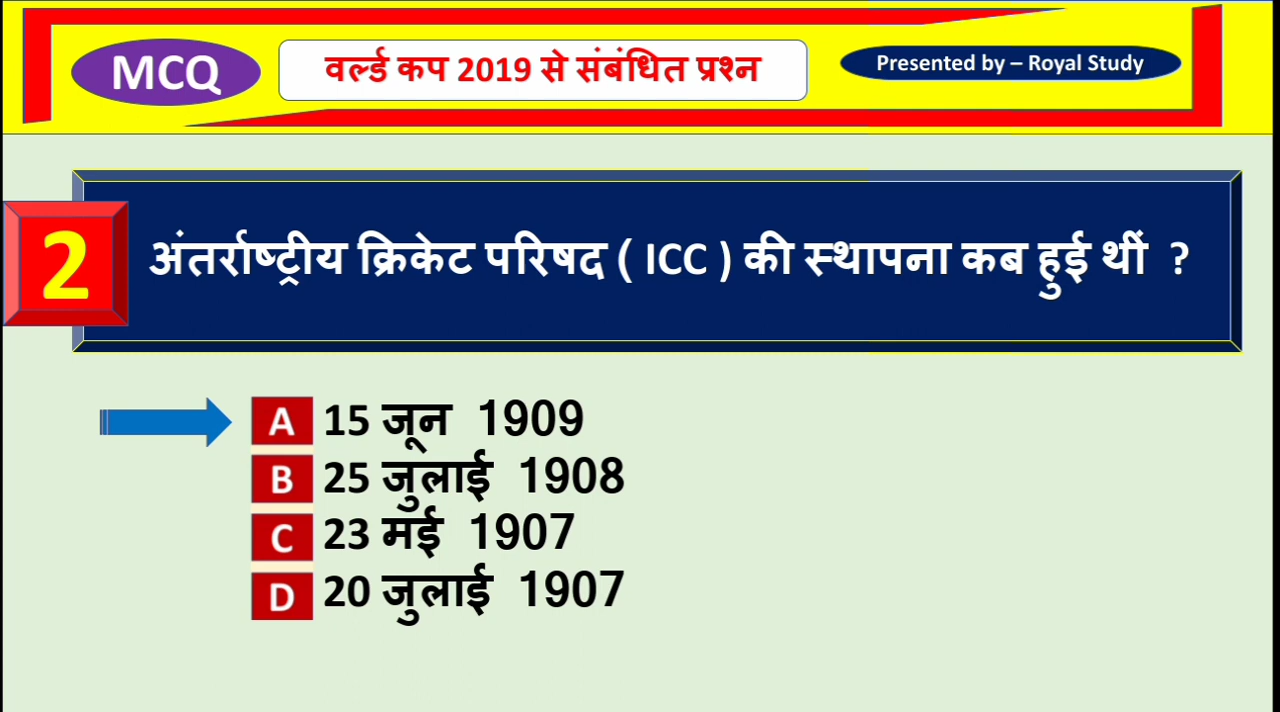 MCQ
वर्ल्ड कप 2019 से संबंधित प्रश्न
Presented by – Royal Study
2
अंतर्राष्ट्रीय क्रिकेट परिषद ( ICC ) की स्थापना कब हुई थीं ?
A 15 जून 1909
B 25 जुलाई 1908
C 23 मई 1907
D 20 जुलाई 1907